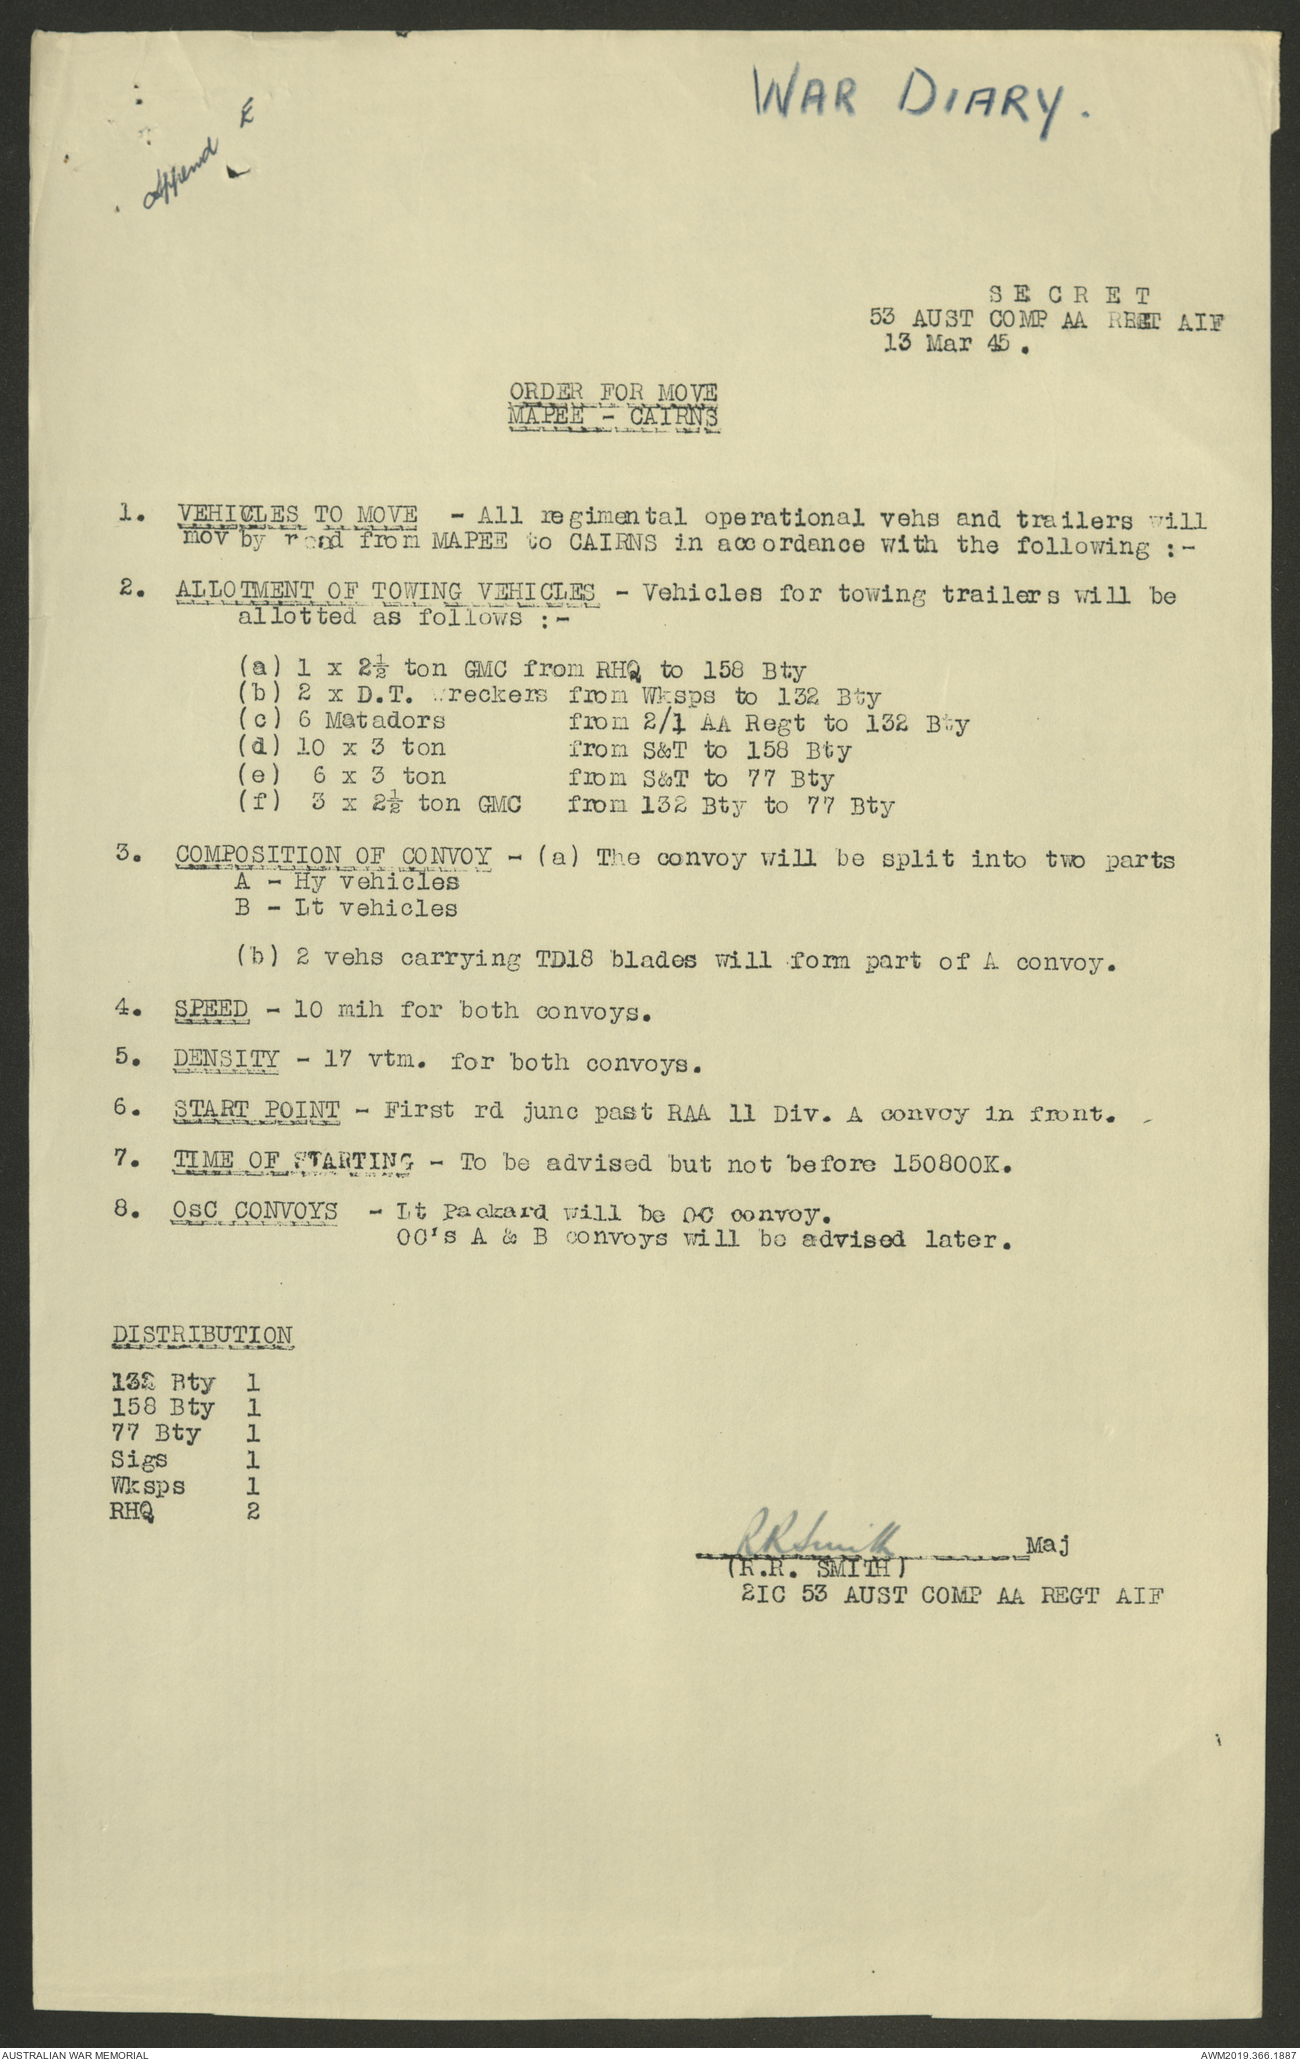 WAR DIARY.
Append E
S E C R E T
53 AUST COMP AA REGT AIF
13 Mar 45.
ORDER FOR MOVE
MAPEE - CAIRNS
1. VEHICLES TO MOVE - All regimental operational vehs and trailers will
mov by road from MAPEE to CAIRNS in accordance with the following :-
2. ALLOTMENT OF TOWING VEHICLES - Vehicles for towing trailers will be
allotted as follows :-
(a) 1 x 2½ ton GMC from RHQ to 158 Bty
(b) 2 x D.T. wreckers from Wksps to 132 Bty
(c) 6 Matadors from 2/1 AA Regt to 132 Bty
(d) 10 x 3 ton from S&T to 158 Bty
(e) 6 x 3 ton from S&T to 77 Bty
(f) 3 x 2½ ton GMC from 132 Bty to 77 Bty
3. COMPOSITION OF CONVOY - (a) The convoy will be split into two parts
A - Hy vehicles
B - Lt vehicles
(b) 2 vehs carrying TD18 blades will form part of A convoy.
4. SPEED - 10 mih for both convoys.
5. DENSITY - 17 vtm. for both convoys.
6. START POINT - First rd junc past RAA 11 Div. A convoy in front.
7. TIME OF STARTING - To be advised but not before 150800K.
8. OsC CONVOYS - Lt Packard will be OC convoy.
OC's A & B convoys will be advised later.
DISTRIBUTION
132 Bty 1
158 Bty 1
77 Bty 1
Sigs 1
Wksps 1
RHQ 2
RRSmith Maj
(R.R. SMITH)
2IC 53 AUST COMP AA REGT AIF
AUSTRALIAN WAR MEMORIAL
AWM2019.366.1887